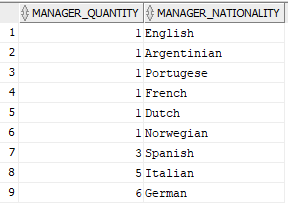 MANAGER_QUANTITY MANAGER_NATIONALITY
1 1 English
2 1 Argentinian
3 1 Portugese
4 1 French
5 1 Dutch
6 1 Norwegian
7 3 Spanish
8 5 Italian
9 6 German